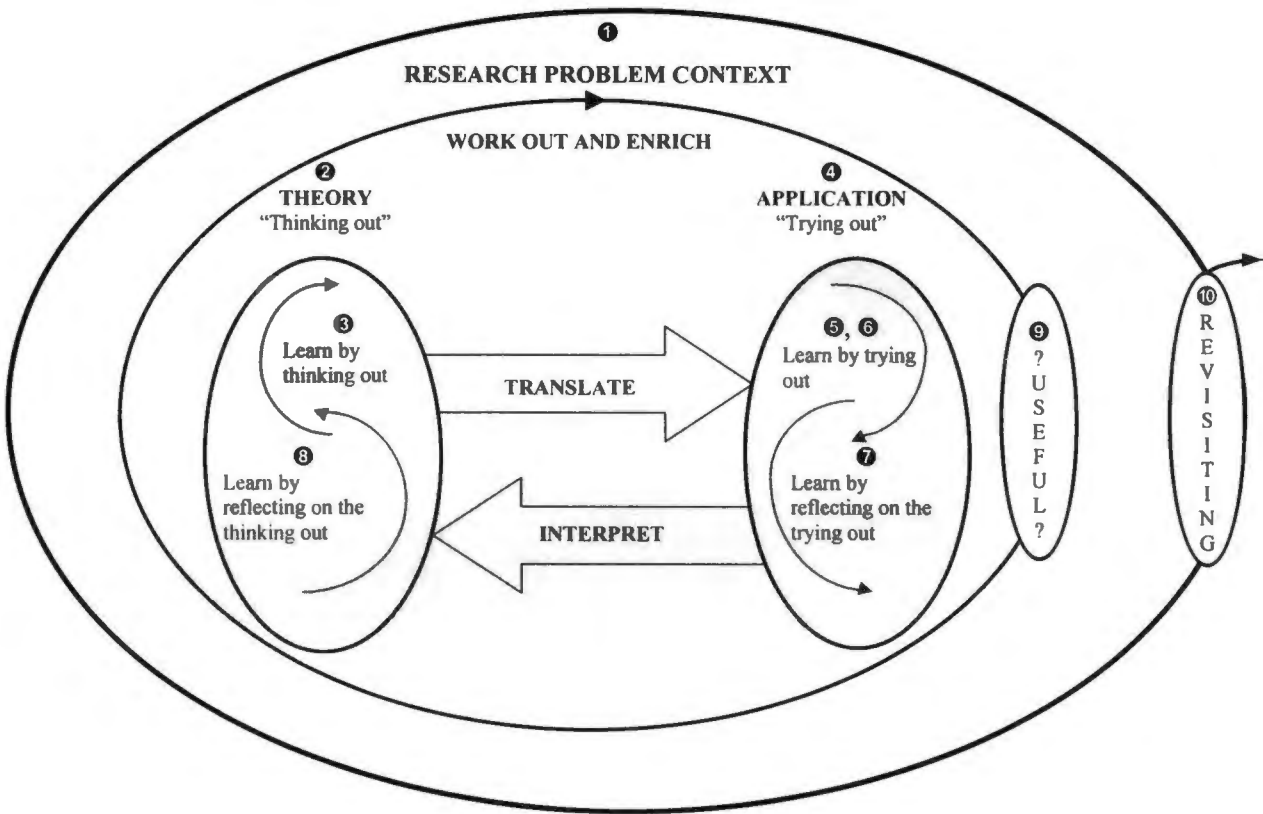 ❶
RESEARCH PROBLEM CONTEXT
WORK OUT AND ENRICH
❷
THEORY
“Thinking out”
❸
Learn by
thinking out
❽
Learn by
reflecting on the
thinking out
TRANSLATE
INTERPRET
❹
APPLICATION
“Trying out”
❺, ❻
Learn by trying
out
❼
Learn by
reflecting on the
trying out
❾
?
U
S
E
F
U
L
?
❿
R
E
V
I
S
I
T
I
N
G